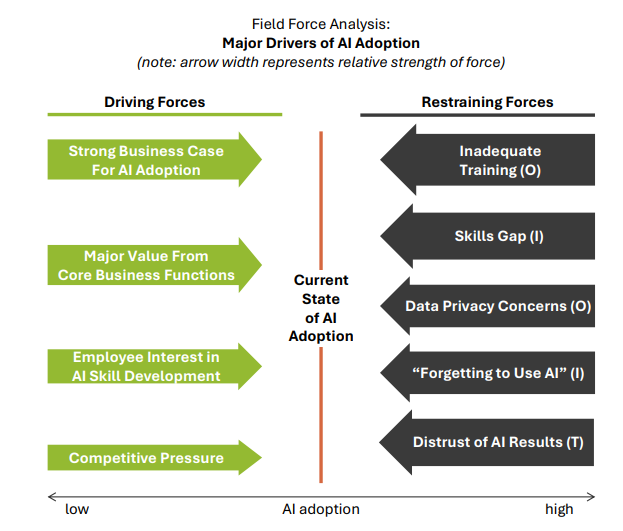 Field Force Analysis:
Major Drivers of AI Adoption
(note: arrow width represents relative strength of force)
Driving Forces
Restraining Forces
Strong Business Case
For AI Adoption
Inadequate
Training (O)
Major Value From
Core Business Functions
Skills Gap (I)
Current
State
of AI
Adoption
Data Privacy Concerns (O)
Employee Interest in
AI Skill Development
“Forgetting to Use AI” (I)
Competitive Pressure
Distrust of AI Results (T)
low
AI adoption
high